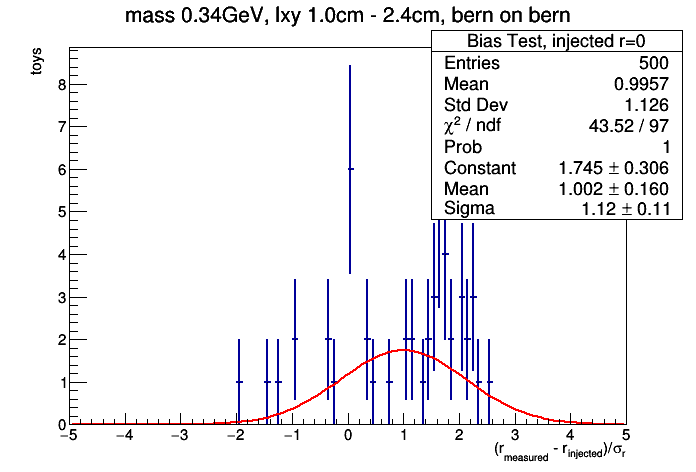 mass 0.34GeV, lxy 1.0cm - 2.4cm, bern on bern
Bias Test, injected r=0
Entries 500
Mean 0.9957
Std Dev 1.126
χ² / ndf 43.52 / 97
Prob 1
Constant 1.745 ± 0.306
Mean 1.002 ± 0.160
Sigma 1.12 ± 0.11
toys
8
7
6
5
4
3
2
1
0
−5 −4 −3 −2 −1 0 1 2 3 4 5
(r_measured - r_injected)/σ_r